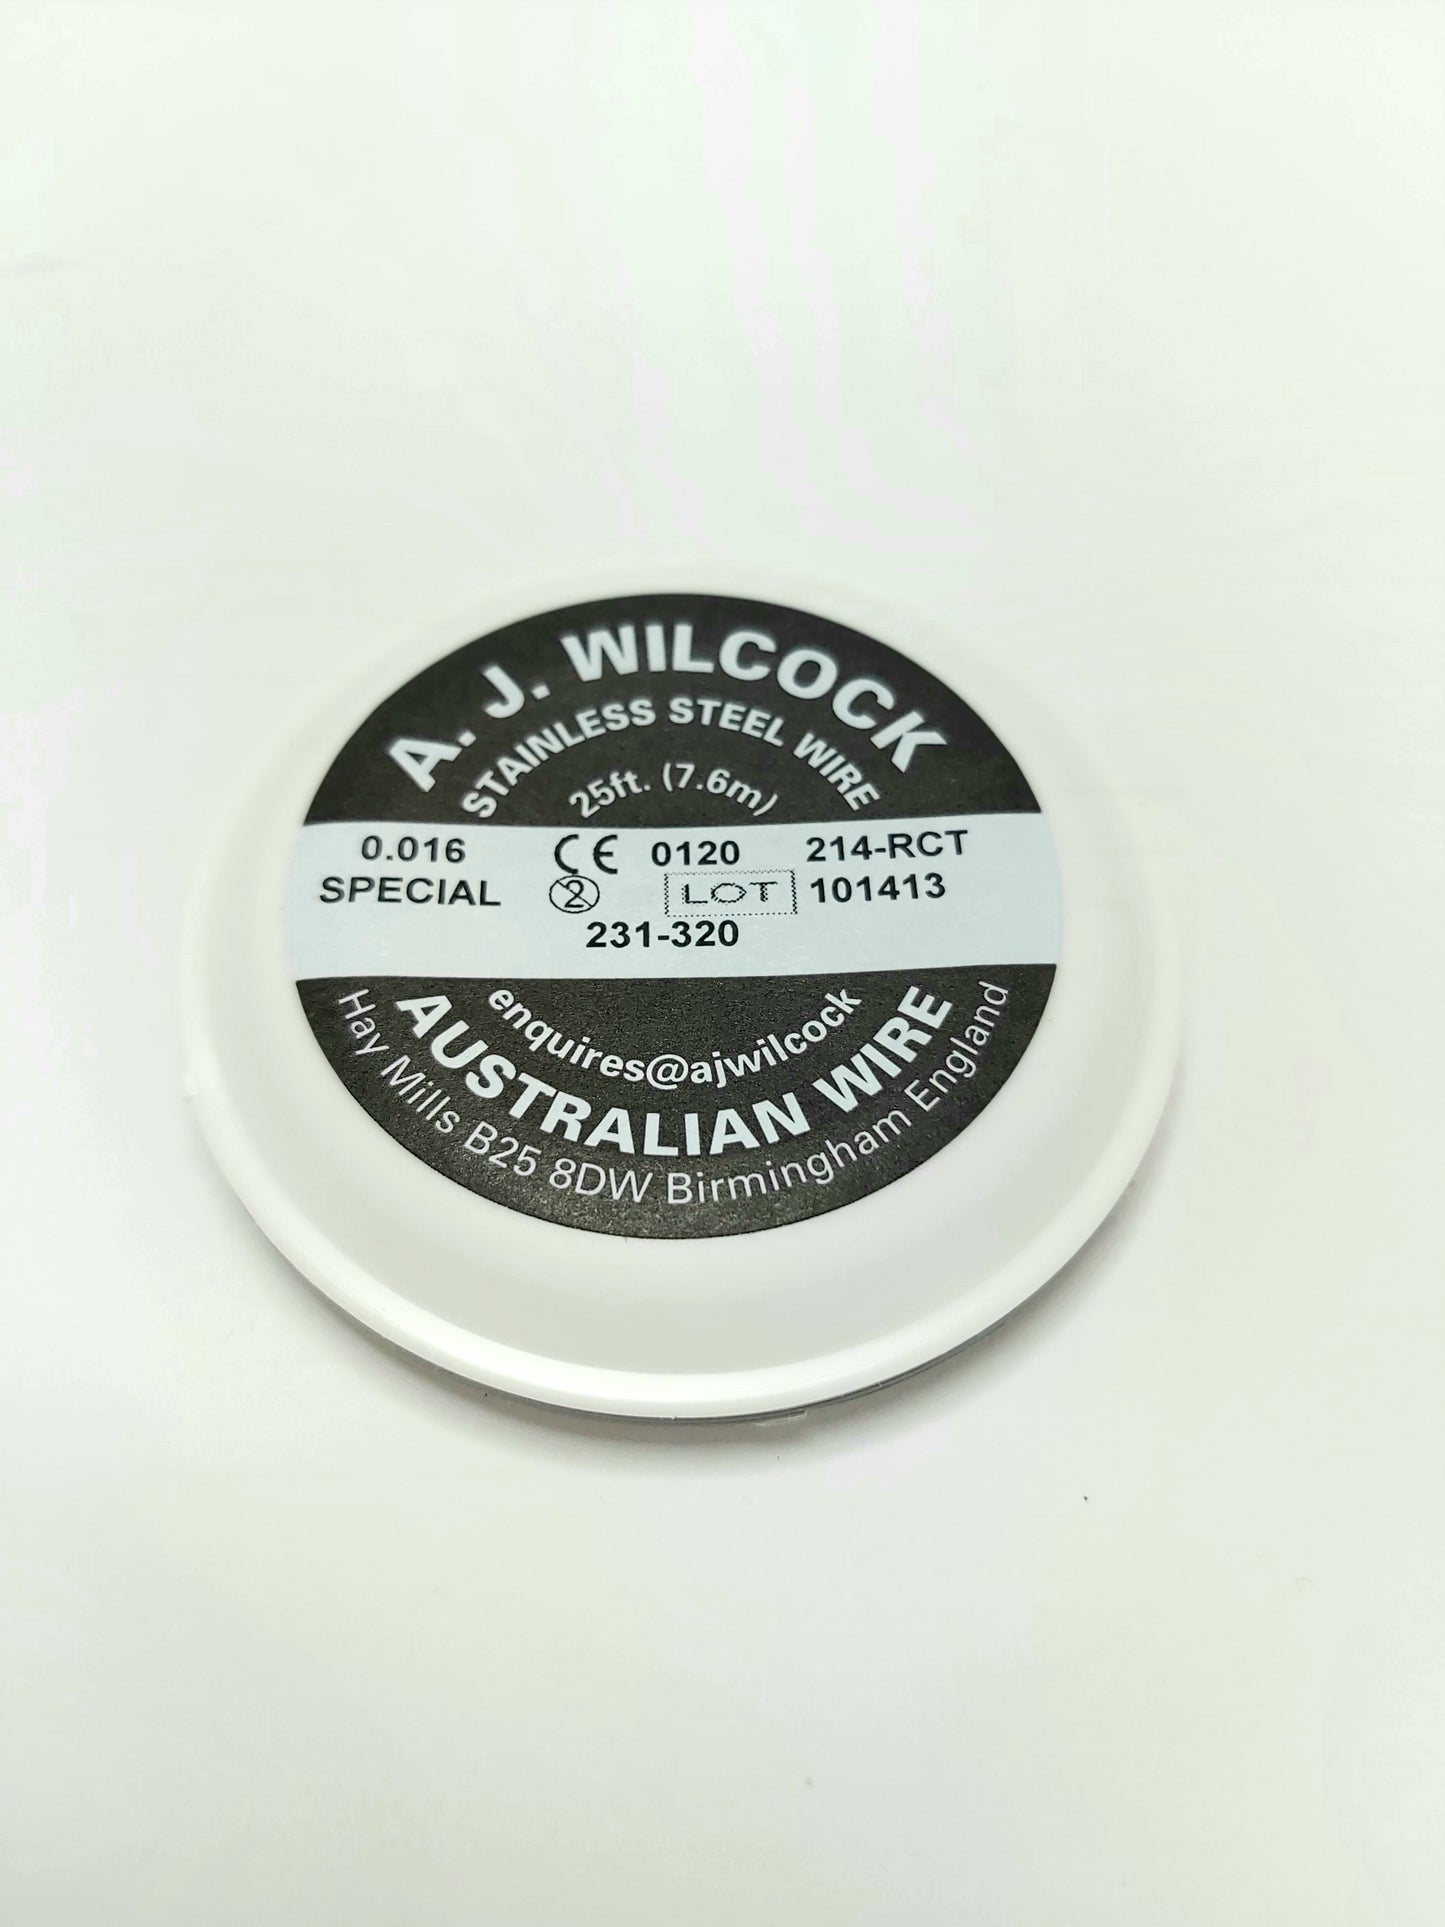 A. J. WILCOCK
STAINLESS STEEL WIRE
25ft. (7.6m)
0.016 CE 0120 214-RCT
SPECIAL 2 LOT 101413
231-320
enquires@ajwilcock
AUSTRALIAN WIRE
Hay Mills B25 8DW Birmingham England